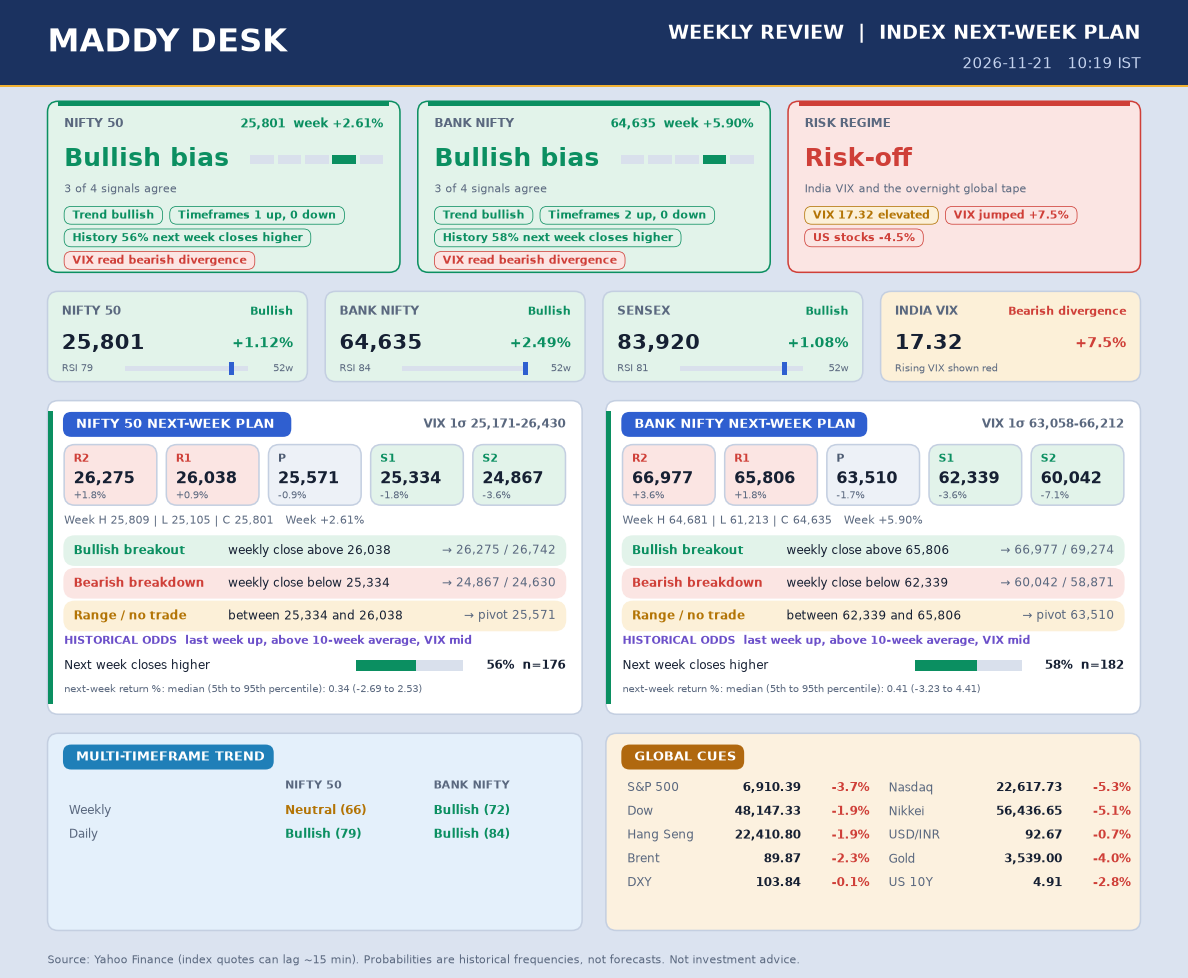 MADDY DESK
WEEKLY REVIEW | INDEX NEXT-WEEK PLAN
2026-11-21 10:19 IST
NIFTY 50 25,801 week +2.61%
Bullish bias
3 of 4 signals agree
Trend bullish Timeframes 1 up, 0 down
History 56% next week closes higher
VIX read bearish divergence
BANK NIFTY 64,635 week +5.90%
Bullish bias
3 of 4 signals agree
Trend bullish Timeframes 2 up, 0 down
History 58% next week closes higher
VIX read bearish divergence
RISK REGIME
Risk-off
India VIX and the overnight global tape
VIX 17.32 elevated VIX jumped +7.5%
US stocks -4.5%
NIFTY 50 Bullish
25,801 +1.12%
RSI 79 52w
BANK NIFTY Bullish
64,635 +2.49%
RSI 84 52w
SENSEX Bullish
83,920 +1.08%
RSI 81 52w
INDIA VIX Bearish divergence
17.32 +7.5%
Rising VIX shown red
NIFTY 50 NEXT-WEEK PLAN VIX 1σ 25,171-26,430
R2 R1 P S1 S2
26,275 26,038 25,571 25,334 24,867
+1.8% +0.9% -0.9% -1.8% -3.6%
Week H 25,809 | L 25,105 | C 25,801 Week +2.61%
Bullish breakout weekly close above 26,038 → 26,275 / 26,742
Bearish breakdown weekly close below 25,334 → 24,867 / 24,630
Range / no trade between 25,334 and 26,038 → pivot 25,571
HISTORICAL ODDS last week up, above 10-week average, VIX mid
Next week closes higher 56% n=176
next-week return %: median (5th to 95th percentile): 0.34 (-2.69 to 2.53)
BANK NIFTY NEXT-WEEK PLAN VIX 1σ 63,058-66,212
R2 R1 P S1 S2
66,977 65,806 63,510 62,339 60,042
+3.6% +1.8% -1.7% -3.6% -7.1%
Week H 64,681 | L 61,213 | C 64,635 Week +5.90%
Bullish breakout weekly close above 65,806 → 66,977 / 69,274
Bearish breakdown weekly close below 62,339 → 60,042 / 58,871
Range / no trade between 62,339 and 65,806 → pivot 63,510
HISTORICAL ODDS last week up, above 10-week average, VIX mid
Next week closes higher 58% n=182
next-week return %: median (5th to 95th percentile): 0.41 (-3.23 to 4.41)
MULTI-TIMEFRAME TREND
NIFTY 50 BANK NIFTY
Weekly Neutral (66) Bullish (72)
Daily Bullish (79) Bullish (84)
GLOBAL CUES
S&P 500 6,910.39 -3.7% Nasdaq 22,617.73 -5.3%
Dow 48,147.33 -1.9% Nikkei 56,436.65 -5.1%
Hang Seng 22,410.80 -1.9% USD/INR 92.67 -0.7%
Brent 89.87 -2.3% Gold 3,539.00 -4.0%
DXY 103.84 -0.1% US 10Y 4.91 -2.8%
Source: Yahoo Finance (index quotes can lag ~15 min). Probabilities are historical frequencies, not forecasts. Not investment advice.